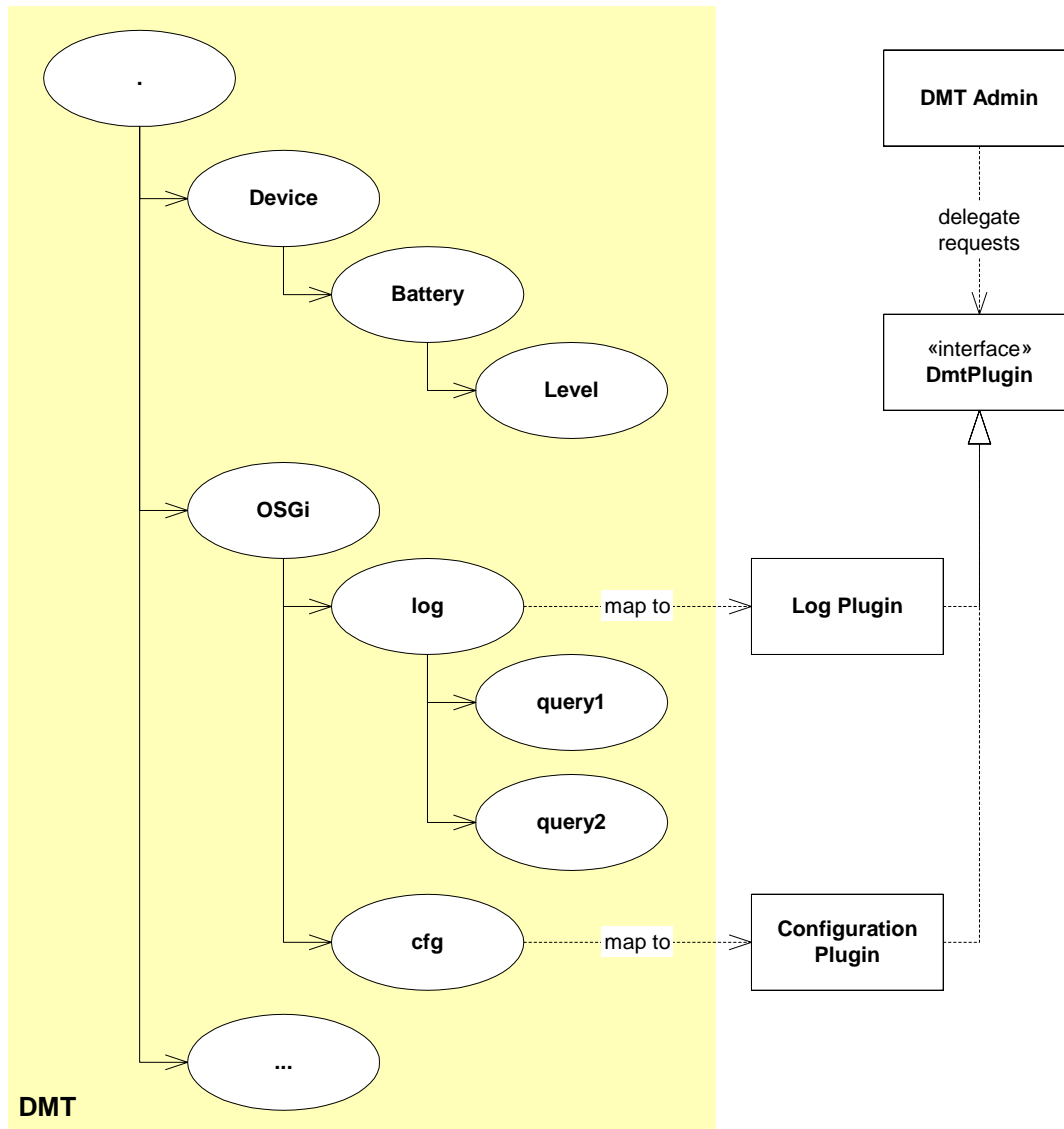 .
DMT Admin
Device
delegate
requests
Battery
«interface»
DmtPlugin
Level
OSGi
log
map to
Log Plugin
query1
query2
cfg
map to
Configuration
Plugin
...
DMT